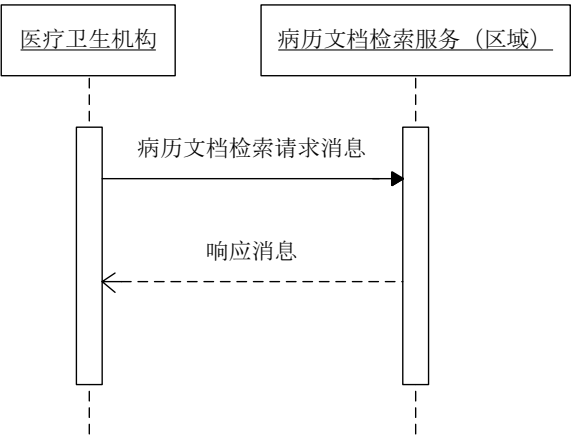 医疗卫生机构
病历文档检索服务（区域）
病历文档检索请求消息
响应消息